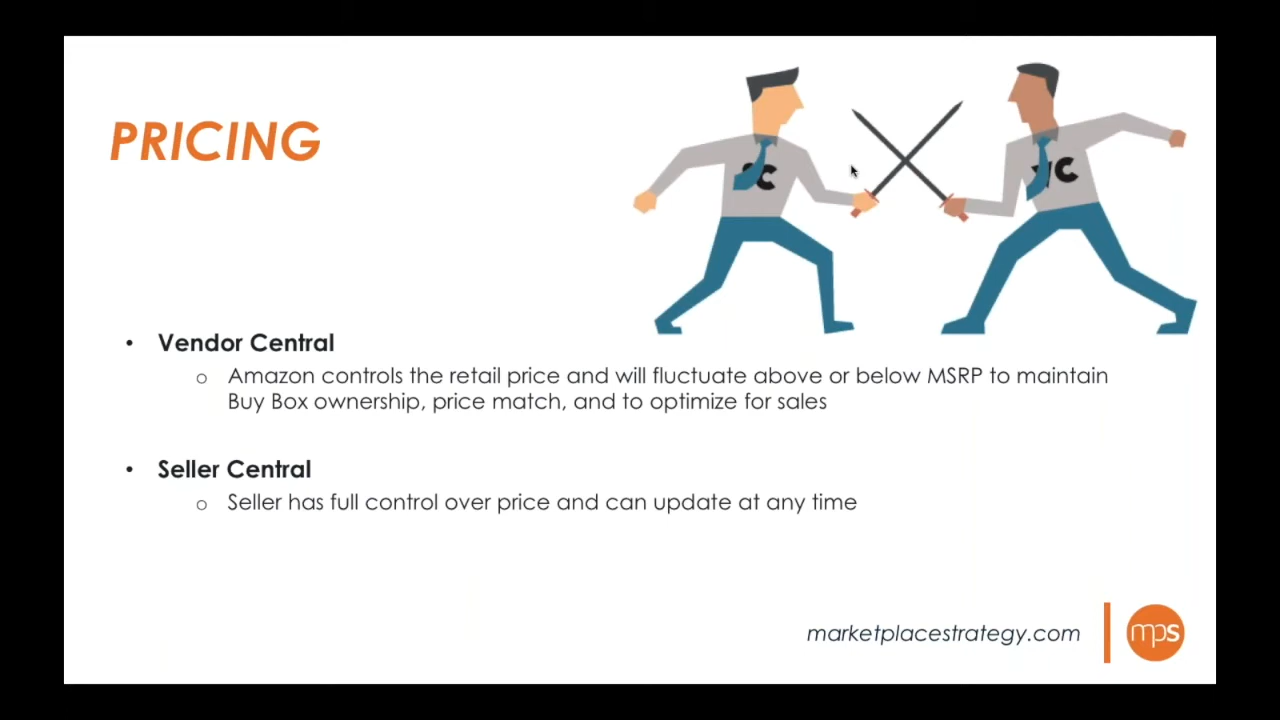 PRICING
• Vendor Central
o Amazon controls the retail price and will fluctuate above or below MSRP to maintain
Buy Box ownership, price match, and to optimize for sales
• Seller Central
o Seller has full control over price and can update at any time
marketplacestrategy.com
mps